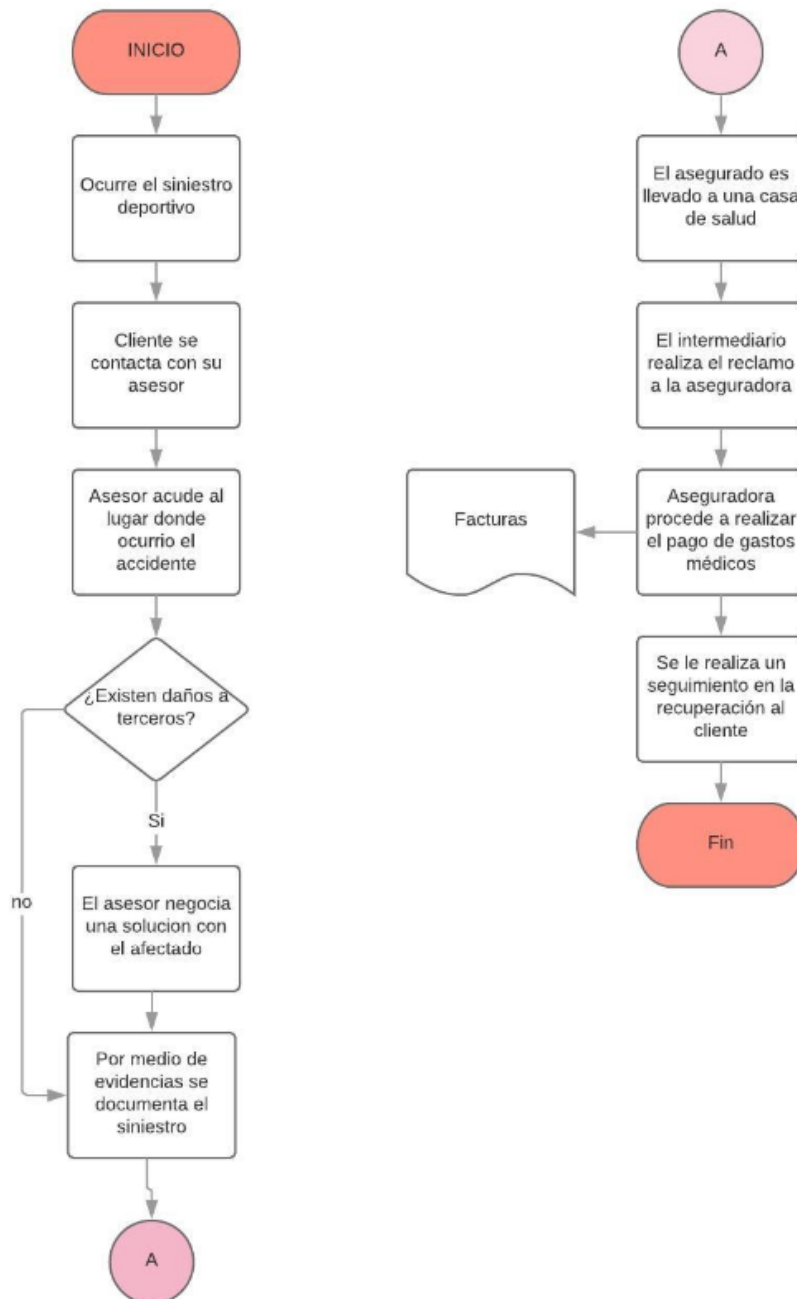 INICIO
Ocurre el siniestro
deportivo
Cliente se
contacta con su
asesor
Asesor acude al
lugar donde
ocurrio el
accidente
¿Existen daños a
terceros?
Si
no
El asesor negocia
una solucion con
el afectado
Por medio de
evidencias se
documenta el
siniestro
A
A
El asegurado es
llevado a una casa
de salud
El intermediario
realiza el reclamo
a la aseguradora
Aseguradora
procede a realizar
el pago de gastos
médicos
Facturas
Se le realiza un
seguimiento en la
recuperación al
cliente
Fin